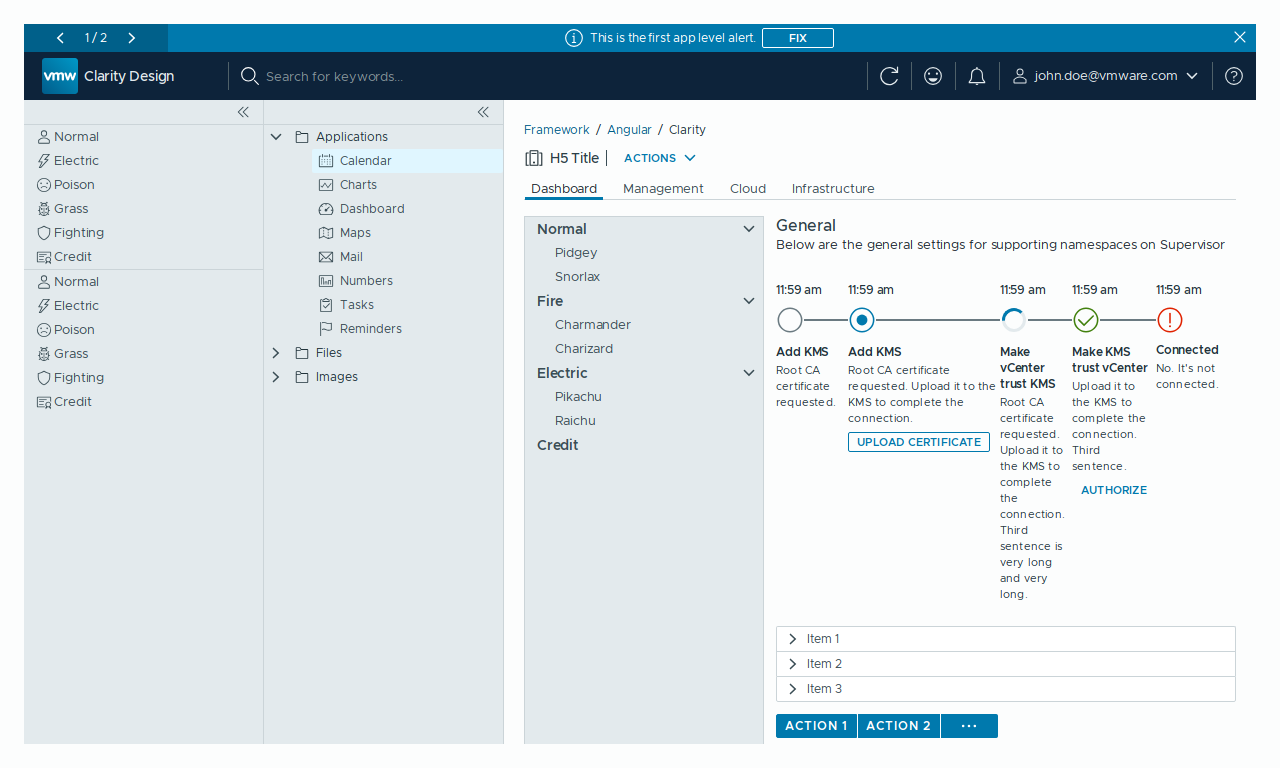 1 / 2
This is the first app level alert.
FIX
vmw Clarity Design
Search for keywords...
john.doe@vmware.com
Normal
Electric
Poison
Grass
Fighting
Credit
Normal
Electric
Poison
Grass
Fighting
Credit
Applications
Calendar
Charts
Dashboard
Maps
Mail
Numbers
Tasks
Reminders
Files
Images
Framework / Angular / Clarity
H5 Title
ACTIONS
Dashboard Management Cloud Infrastructure
Normal
Pidgey
Snorlax
Fire
Charmander
Charizard
Electric
Pikachu
Raichu
Credit
General
Below are the general settings for supporting namespaces on Supervisor
11:59 am
Add KMS
Root CA
certificate
requested.
11:59 am
Add KMS
Root CA certificate
requested. Upload it to the
KMS to complete the
connection.
UPLOAD CERTIFICATE
11:59 am
Make
vCenter
trust KMS
Root CA
certificate
requested.
Upload it to
the KMS to
complete
the
connection.
Third
sentence is
very long
and very
long.
11:59 am
Make KMS
trust vCenter
Upload it to
the KMS to
complete the
connection.
Third
sentence.
AUTHORIZE
11:59 am
Connected
No. It's not
connected.
Item 1
Item 2
Item 3
ACTION 1
ACTION 2